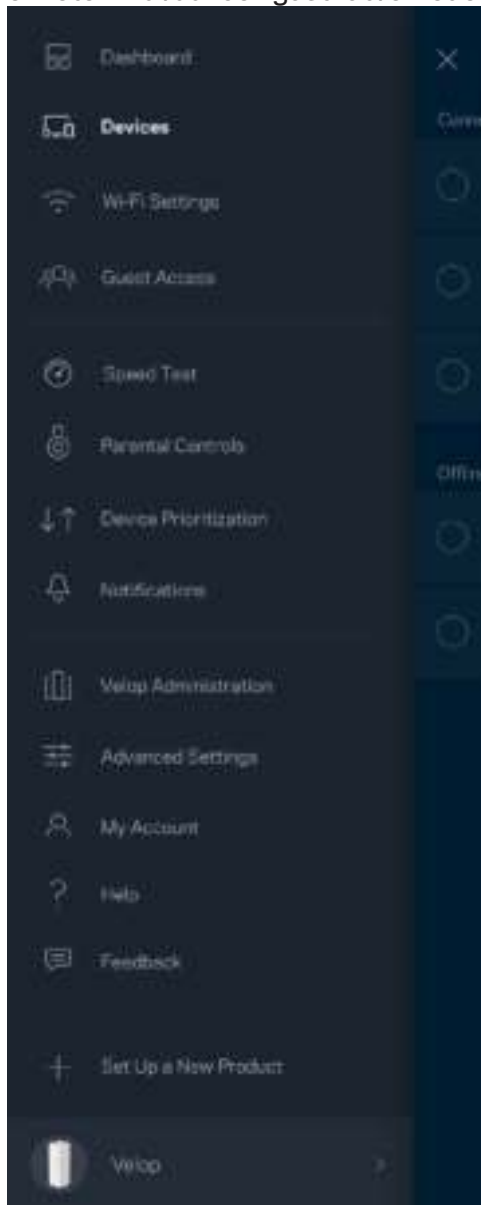 Dashboard
Devices
Wi-Fi Settings
Guest Access
Speed Test
Parental Controls
Device Prioritization
Notifications
Velop Administration
Advanced Settings
My Account
Help
Feedback
Set Up a New Product
Velop